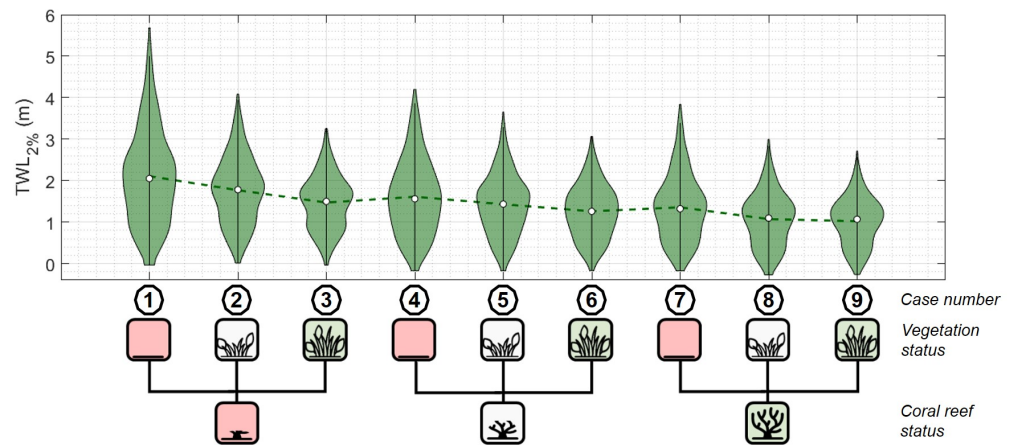 6
5
4
3
2
1
0
TWL2% (m)
1 2 3 4 5 6 7 8 9 Case number
Vegetation
status
Coral reef
status